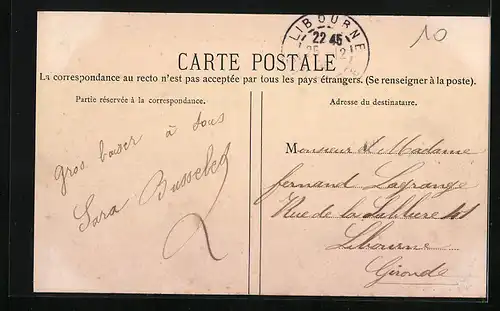 10
LIBOURNE
22 45
CARTE POSTALE
La correspondance au recto n'est pas acceptée par tous les pays étrangers. (Se renseigner à la poste).
Partie réservée à la correspondance.
Gros baiser à tous
Sara
Adresse du destinataire.
Monsieur et Madame
fernand Lagrange
Rue de la
Libourne
Gironde